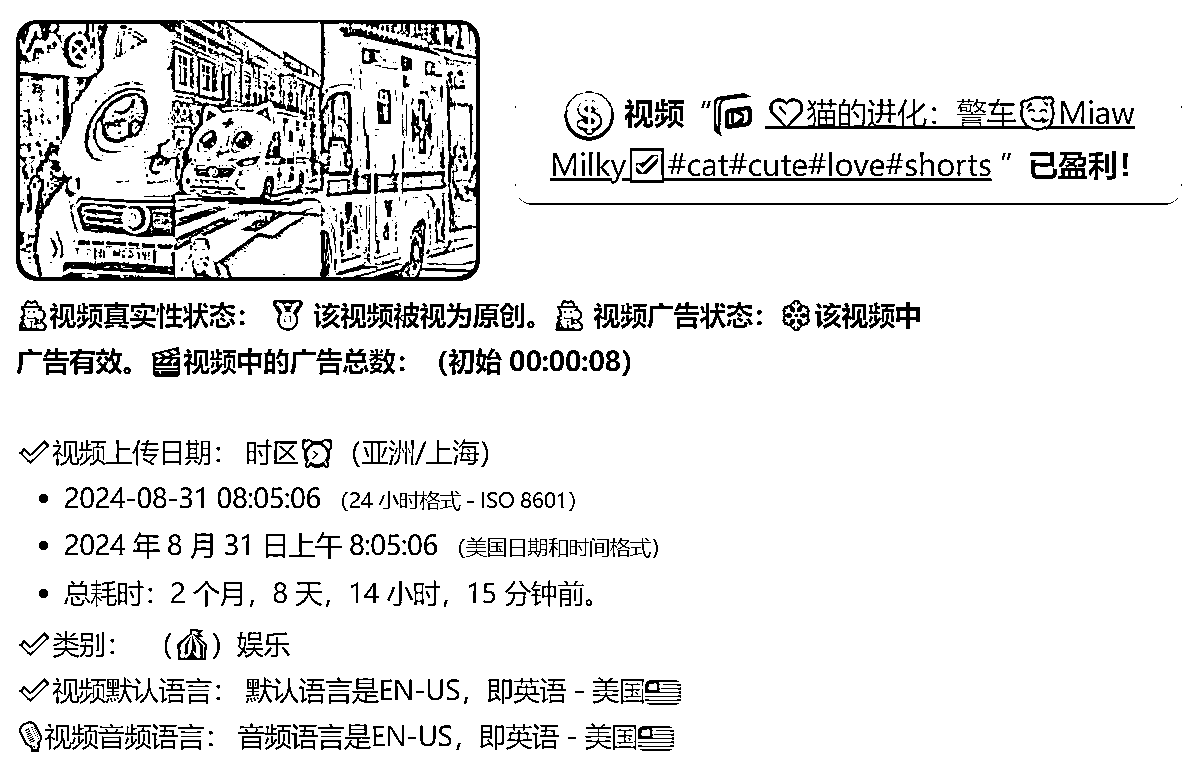 视频 “ 猫的进化：警车Miaw
Milky#cat#cute#love#shorts ” 已盈利！
视频真实性状态： 该视频被视为原创。 视频广告状态： 该视频中
广告有效。 视频中的广告总数： (初始 00:00:08)
视频上传日期： 时区 (亚洲/上海)
• 2024-08-31 08:05:06 (24 小时格式 - ISO 8601)
• 2024 年 8 月 31 日上午 8:05:06 (美国日期和时间格式)
• 总耗时：2 个月，8 天，14 小时，15 分钟前。
类别： () 娱乐
视频默认语言： 默认语言是EN-US，即英语 - 美国
视频音频语言： 音频语言是EN-US，即英语 - 美国